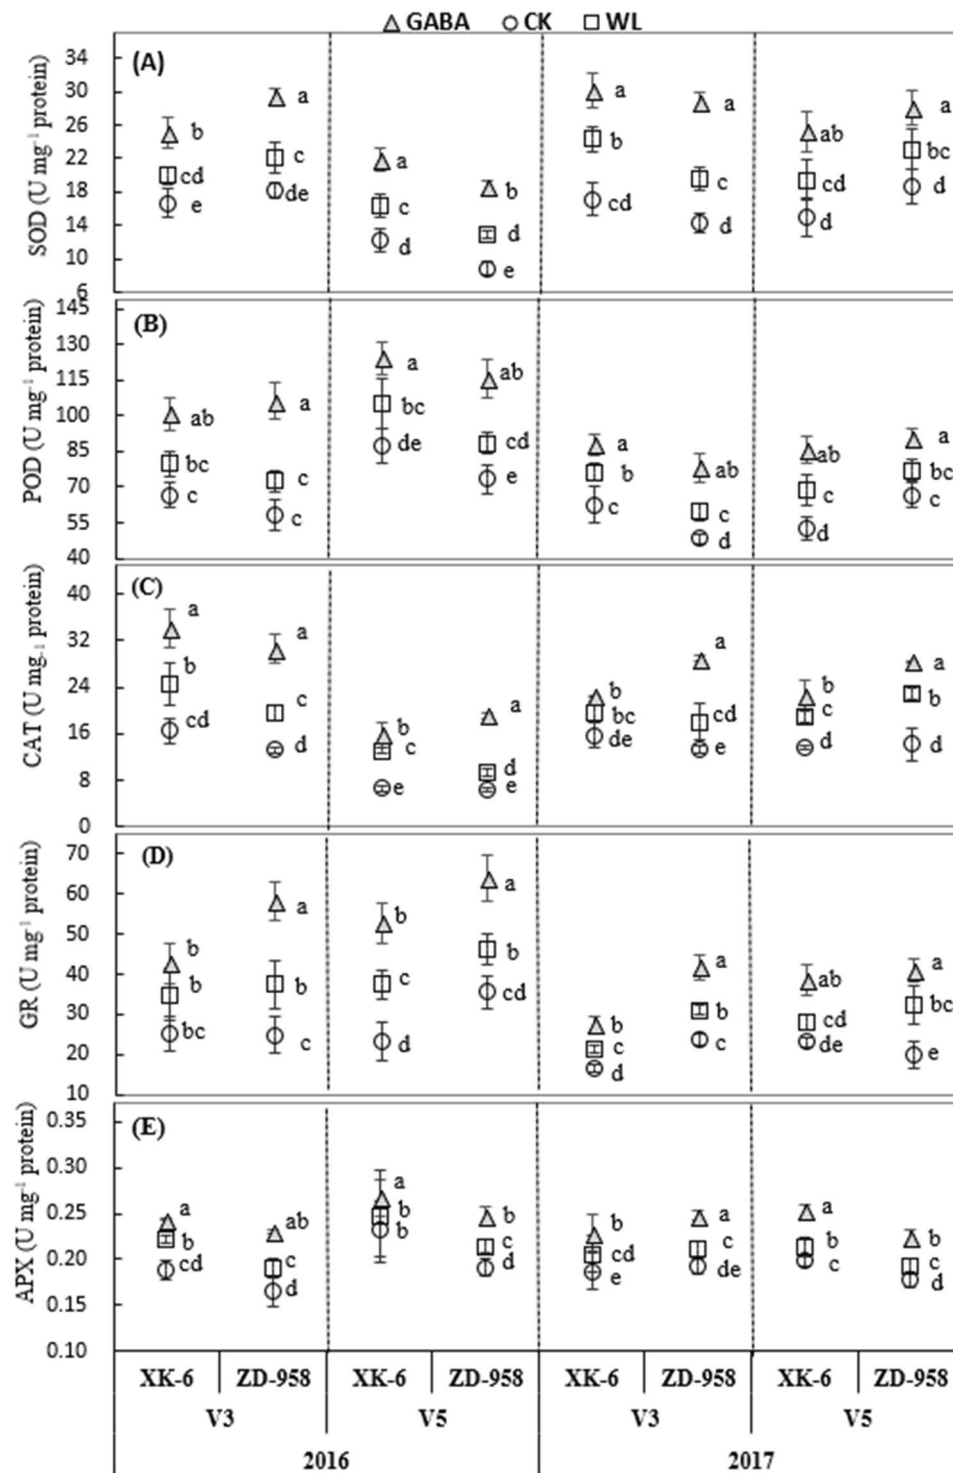 GABA CK WL
(A)
SOD (U mg⁻¹ protein)
34
30
26
22
18
14
10
6
b a
cd c
e de
a b
c d
d e
a a
b c
cd d
ab a
cd bc
d d
(B)
POD (U mg⁻¹ protein)
145
130
115
100
85
70
55
40
ab a
bc c
c c
a ab
bc cd
de e
a ab
b c
c d
ab a
c bc
d c
(C)
CAT (U mg₋₁ protein)
40
32
24
16
8
0
a a
b c
cd d
b a
c d
e e
b a
bc cd
de e
b a
c b
d d
(D)
GR (U mg⁻¹ protein)
70
60
50
40
30
20
10
b a
b b
bc c
b a
c b
d cd
b a
c b
d c
ab a
cd bc
de e
(E)
APX (U mg⁻¹ protein)
0.35
0.30
0.25
0.20
0.15
0.10
a ab
b c
cd d
a b
b c
b d
b a
cd c
e de
a b
b c
c d
XK-6 ZD-958 XK-6 ZD-958 XK-6 ZD-958 XK-6 ZD-958
V3 V5 V3 V5
2016 2017